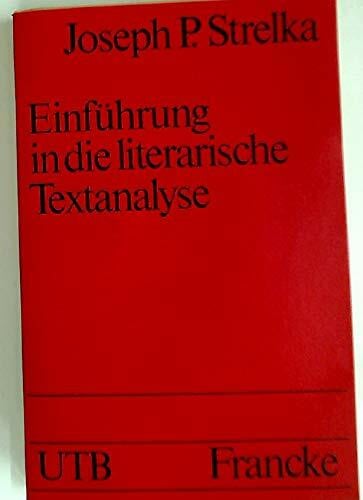 Joseph P. Strelka
Einführung
in die literarische
Textanalyse
UTB Francke